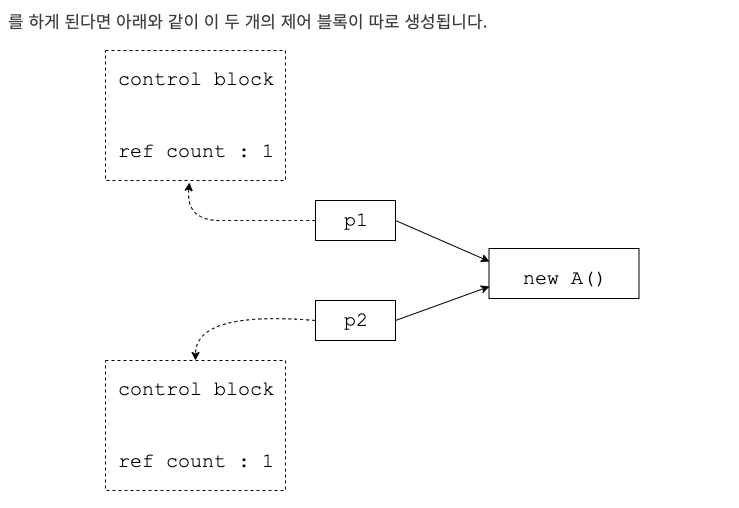 를 하게 된다면 아래와 같이 이 두 개의 제어 블록이 따로 생성됩니다.
control block
ref count : 1
p1
new A()
p2
control block
ref count : 1